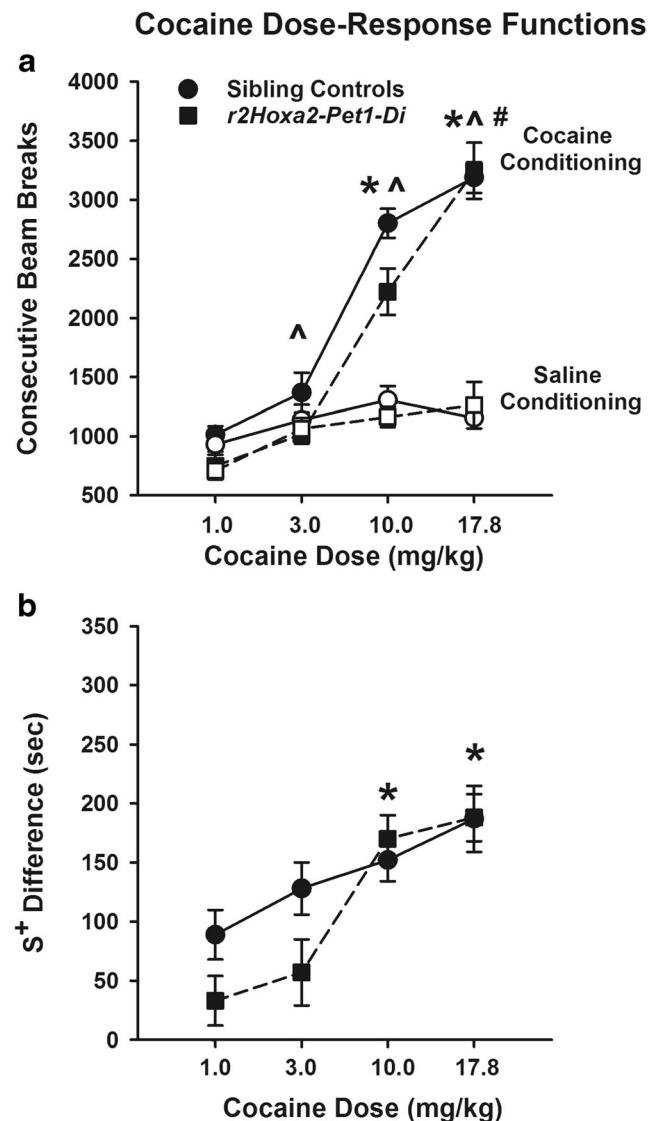 Cocaine Dose-Response Functions
a
Sibling Controls
r2Hoxa2-Pet1-Di
* ^ #
Cocaine
Conditioning
* ^
^
Saline
Conditioning
Consecutive Beam Breaks
4000
3500
3000
2500
2000
1500
1000
500
1.0 3.0 10.0 17.8
Cocaine Dose (mg/kg)
b
S+ Difference (sec)
350
300
250
200
150
100
50
0
* *
1.0 3.0 10.0 17.8
Cocaine Dose (mg/kg)